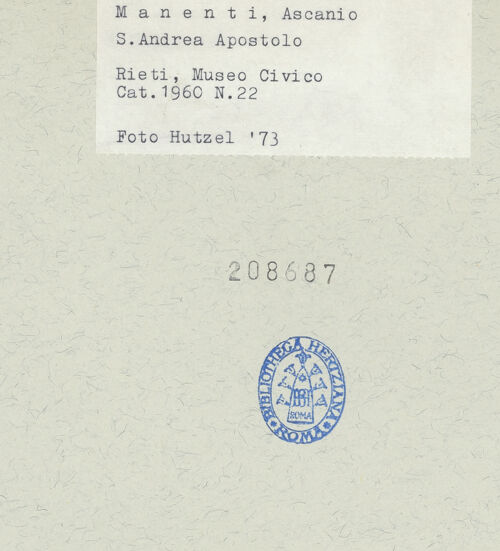 M a n e n t i, Ascanio
S.Andrea Apostolo
Rieti, Museo Civico
Cat.1960 N.22
Foto Hutzel '73
208687
BIBLIOTHECA HERTZIANA
ROMA
ROMA